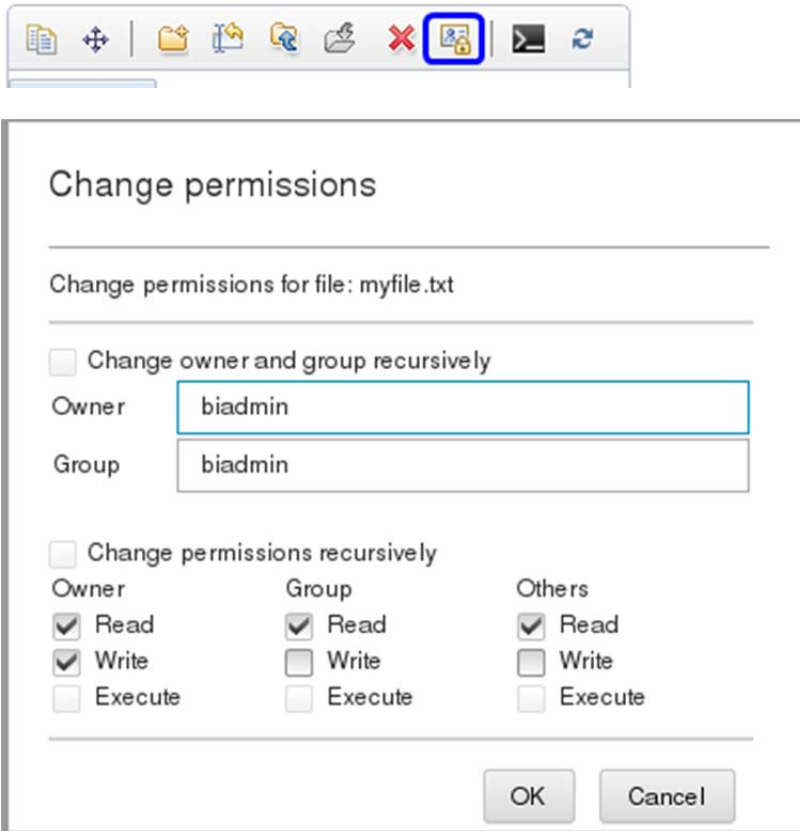 Change permissions
Change permissions for file: myfile.txt
Change owner and group recursively
Owner biadmin
Group biadmin
Change permissions recursively
Owner Group Others
Read Read Read
Write Write Write
Execute Execute Execute
OK Cancel